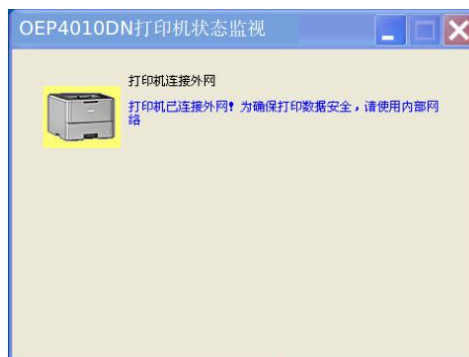 OEP4010DN打印机状态监视
打印机连接外网
打印机已连接外网！为确保打印数据安全，请使用内部网
络